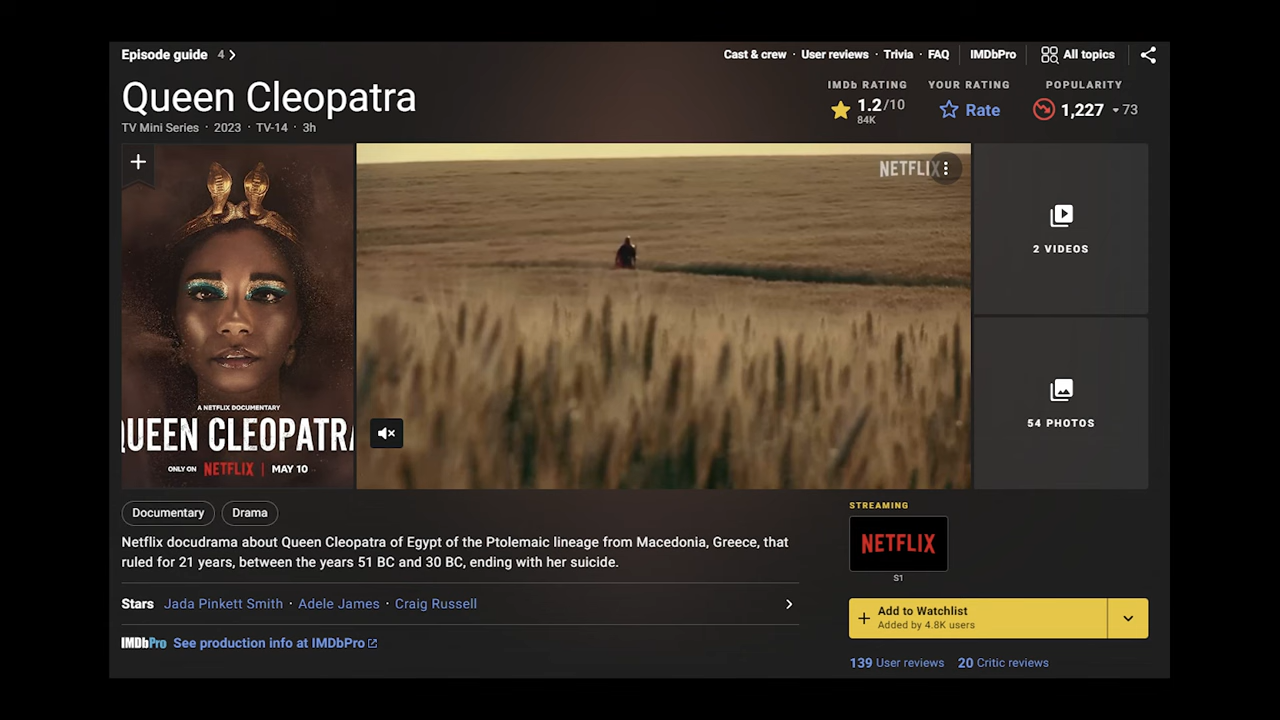 Episode guide 4
Cast & crew · User reviews · Trivia · FAQ IMDbPro All topics
Queen Cleopatra
TV Mini Series · 2023 · TV-14 · 3h
IMDb RATING
1.2/10
84K
YOUR RATING
Rate
POPULARITY
1,227 73
A NETFLIX DOCUMENTARY
QUEEN CLEOPATRA
ONLY ON NETFLIX | MAY 10
NETFLIX
2 VIDEOS
54 PHOTOS
Documentary
Drama
Netflix docudrama about Queen Cleopatra of Egypt of the Ptolemaic lineage from Macedonia, Greece, that
ruled for 21 years, between the years 51 BC and 30 BC, ending with her suicide.
Stars Jada Pinkett Smith · Adele James · Craig Russell
IMDbPro See production info at IMDbPro
STREAMING
NETFLIX
S1
Add to Watchlist
Added by 4.8K users
139 User reviews 20 Critic reviews